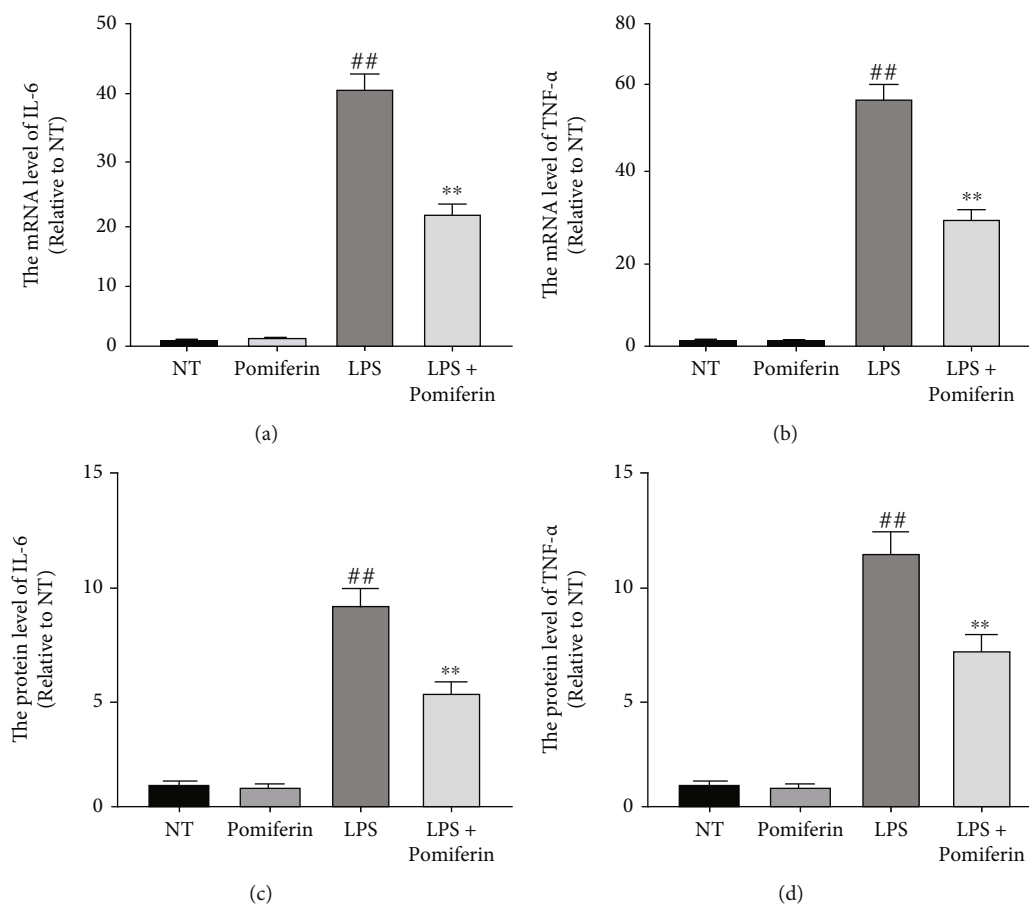 The mRNA level of IL-6
(Relative to NT)
50
40
30
20
10
0
##
**
NT
Pomiferin
LPS
LPS +
Pomiferin
(a)
The mRNA level of TNF-α
(Relative to NT)
80
60
40
20
0
##
**
NT
Pomiferin
LPS
LPS +
Pomiferin
(b)
The protein level of IL-6
(Relative to NT)
15
10
5
0
##
**
NT
Pomiferin
LPS
LPS +
Pomiferin
(c)
The protein level of TNF-α
(Relative to NT)
15
10
5
0
##
**
NT
Pomiferin
LPS
LPS +
Pomiferin
(d)